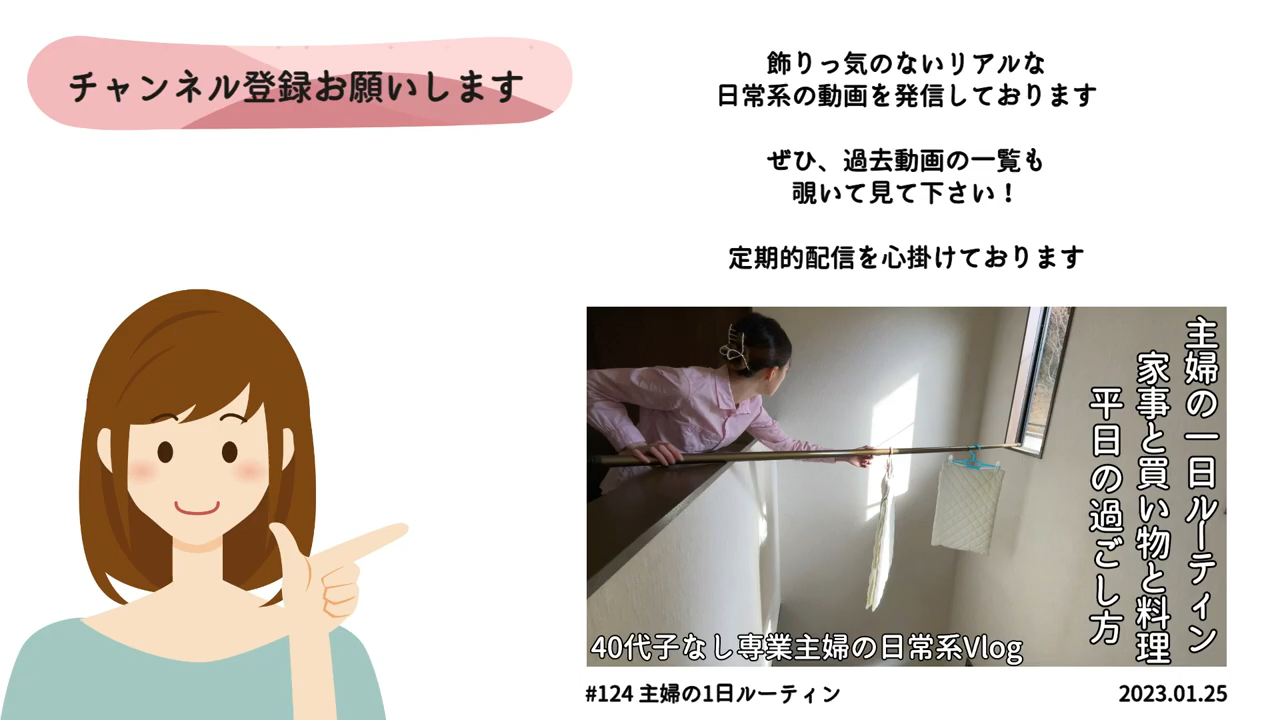 チャンネル登録お願いします
飾りっ気のないリアルな
日常系の動画を発信しております
ぜひ、過去動画の一覧も
覗いて見て下さい！
定期的配信を心掛けております
主婦の一日ルーティン
家事と買い物と料理
平日の過ごし方
40代子なし専業主婦の日常系Vlog
#124 主婦の1日ルーティン
2023.01.25